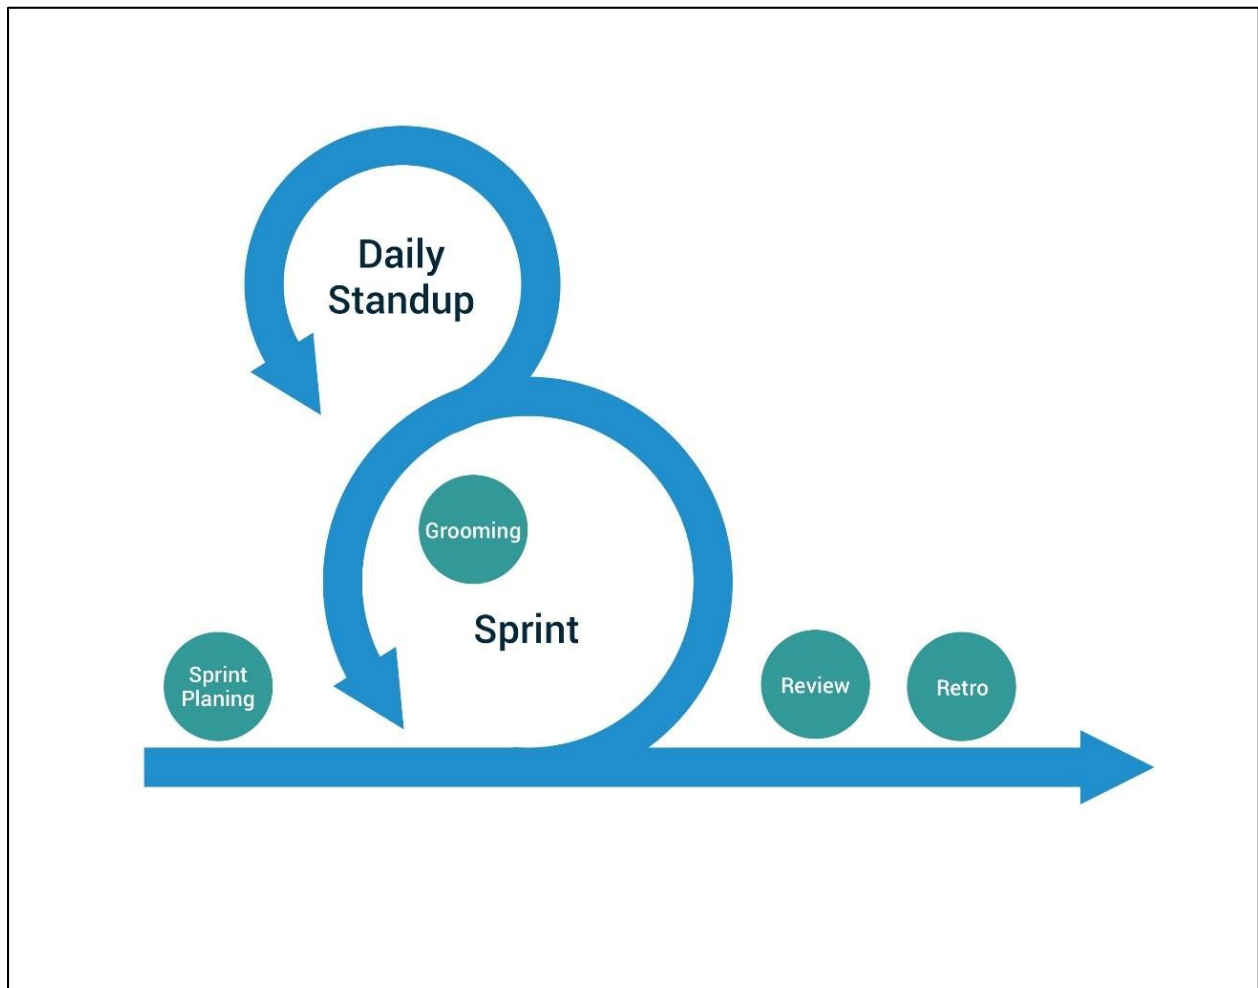 Daily
Standup
Grooming
Sprint
Sprint
Planing
Review
Retro